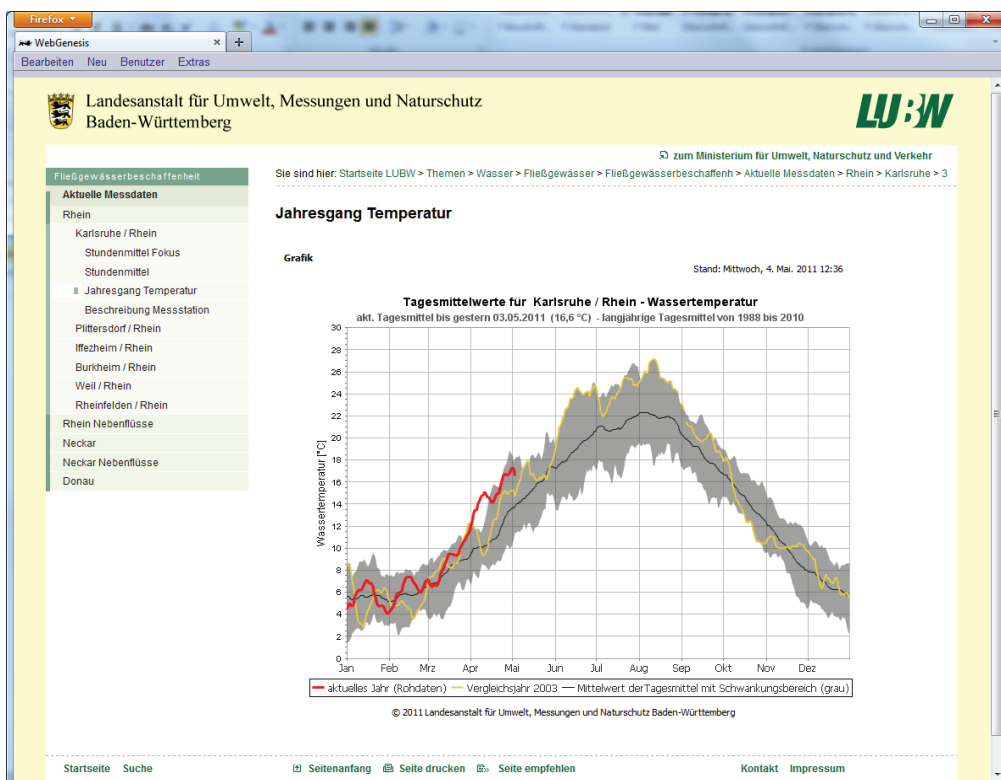 Firefox
WebGenesis
Bearbeiten Neu Benutzer Extras
Landesanstalt für Umwelt, Messungen und Naturschutz
Baden-Württemberg
LUBW
zum Ministerium für Umwelt, Naturschutz und Verkehr
Sie sind hier: Startseite LUBW > Themen > Wasser > Fließgewässer > Fließgewässerbeschaffenh > Aktuelle Messdaten > Rhein > Karlsruhe > 3
Fließgewässerbeschaffenheit
Aktuelle Messdaten
Rhein
Karlsruhe / Rhein
Stundenmittel Fokus
Stundenmittel
Jahresgang Temperatur
Beschreibung Messstation
Plittersdorf / Rhein
Iffezheim / Rhein
Burkheim / Rhein
Weil / Rhein
Rheinfelden / Rhein
Rhein Nebenflüsse
Neckar
Neckar Nebenflüsse
Donau
Jahresgang Temperatur
Grafik
Stand: Mittwoch, 4. Mai. 2011 12:36
Tagesmittelwerte für Karlsruhe / Rhein - Wassertemperatur
akt. Tagesmittel bis gestern 03.05.2011 (16,6 °C) - langjährige Tagesmittel von 1988 bis 2010
Wassertemperatur [°C]
30
28
26
24
22
20
18
16
14
12
10
8
6
4
2
0
Jan Feb Mrz Apr Mai Jun Jul Aug Sep Okt Nov Dez
aktuelles Jahr (Rohdaten) Vergleichsjahr 2003 Mittelwert derTagesmittel mit Schwankungsbereich (grau)
© 2011 Landesanstalt für Umwelt, Messungen und Naturschutz Baden-Württemberg
Startseite Suche Seitenanfang Seite drucken Seite empfehlen Kontakt Impressum